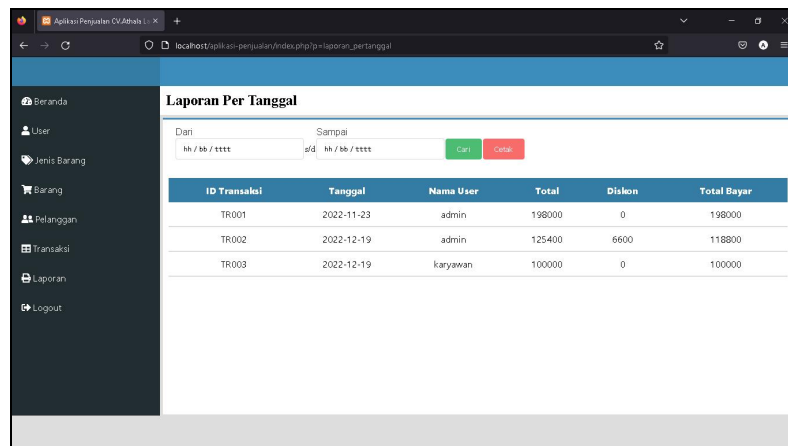 Aplikasi Penjualan CV.Athala
localhost/aplikasi-penjualan/index.php?p=laporan_pertanggal
Beranda
User
Jenis Barang
Barang
Pelanggan
Transaksi
Laporan
Logout
Laporan Per Tanggal
Dari Sampai
hh / bb / tttt s/d hh / bb / tttt Cari Cetak
ID Transaksi Tanggal Nama User Total Diskon Total Bayar
TR001 2022-11-23 admin 198000 0 198000
TR002 2022-12-19 admin 125400 6600 118800
TR003 2022-12-19 karyawan 100000 0 100000